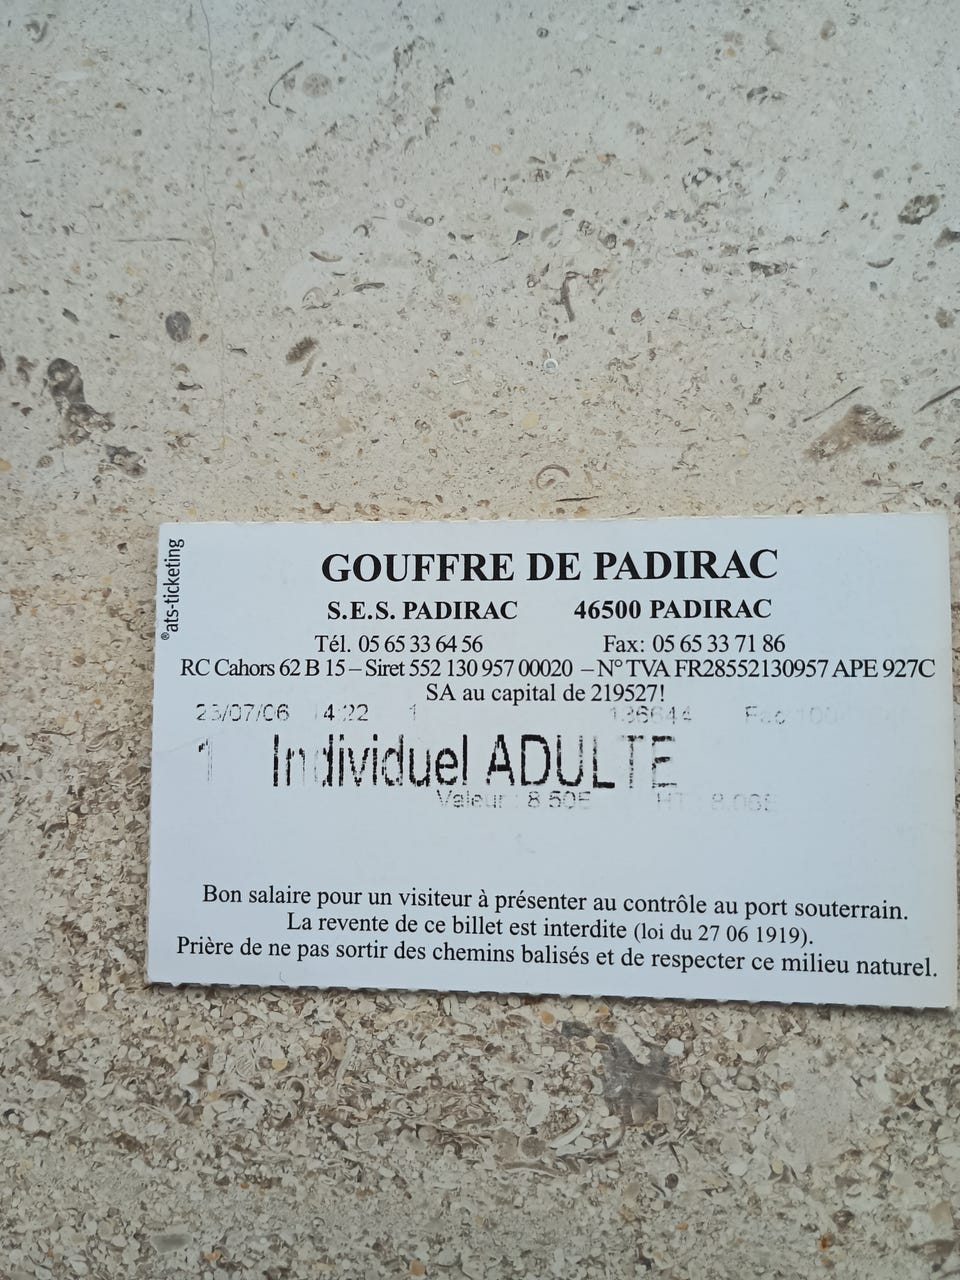 ®ats-ticketing
GOUFFRE DE PADIRAC
S.E.S. PADIRAC 46500 PADIRAC
Tél. 05 65 33 64 56 Fax: 05 65 33 71 86
RC Cahors 62 B 15 – Siret 552 130 957 00020 – N° TVA FR28552130957 APE 927C
SA au capital de 219527!
23/07/06 14:22 1 136644
1 Individuel ADULTE
Valeur : 8.50E HT : 8.06E
Bon salaire pour un visiteur à présenter au contrôle au port souterrain.
La revente de ce billet est interdite (loi du 27 06 1919).
Prière de ne pas sortir des chemins balisés et de respecter ce milieu naturel.